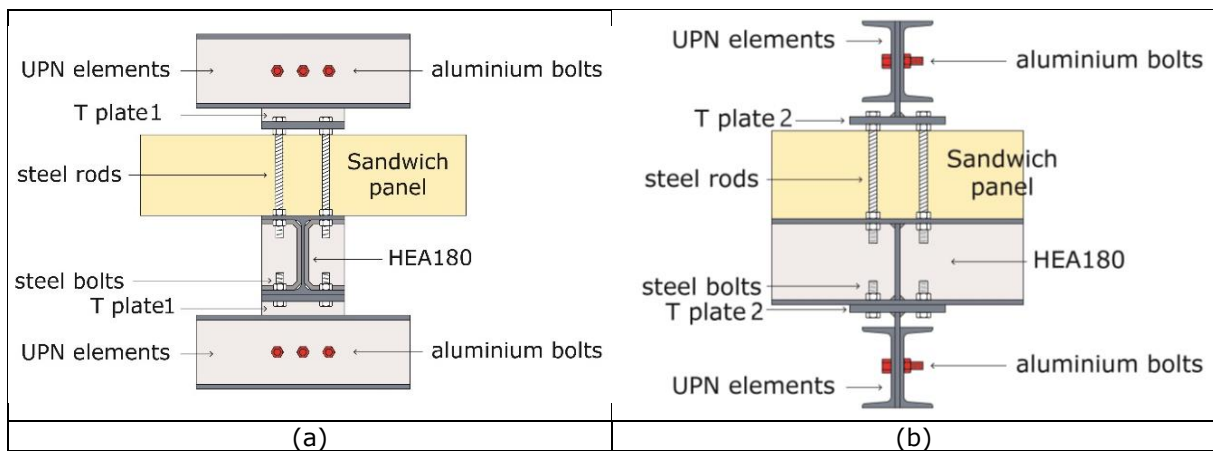 UPN elements
aluminium bolts
T plate1
steel rods
Sandwich
panel
HEA180
steel bolts
T plate1
UPN elements
aluminium bolts
(a)
UPN elements
aluminium bolts
T plate 2
steel rods
Sandwich
panel
HEA180
steel bolts
T plate 2
aluminium bolts
UPN elements
(b)